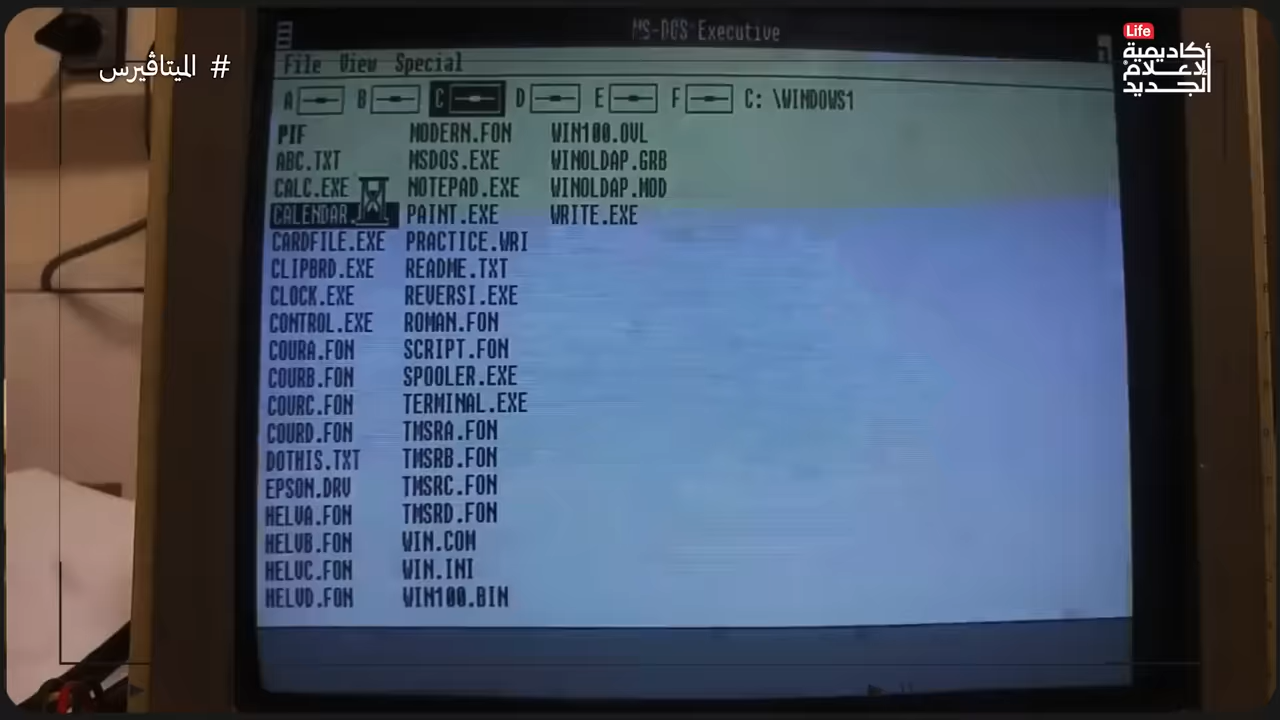 MS-DOS Executive
Life
أكاديمية
الإعلام
الجديد
# الميتاڤيرس
File View Special
A B C D E F C: \WINDOWS1
PIF MODERN.FON WIN100.OVL
ABC.TXT MSDOS.EXE WINOLDAP.GRB
CALC.EXE NOTEPAD.EXE WINOLDAP.MOD
CALENDAR. PAINT.EXE WRITE.EXE
CARDFILE.EXE PRACTICE.WRI
CLIPBRD.EXE README.TXT
CLOCK.EXE REVERSI.EXE
CONTROL.EXE ROMAN.FON
COURA.FON SCRIPT.FON
COURB.FON SPOOLER.EXE
COURC.FON TERMINAL.EXE
COURD.FON TMSRA.FON
DOTHIS.TXT TMSRB.FON
EPSON.DRV TMSRC.FON
HELVA.FON TMSRD.FON
HELVB.FON WIN.COM
HELVC.FON WIN.INI
HELVD.FON WIN100.BIN